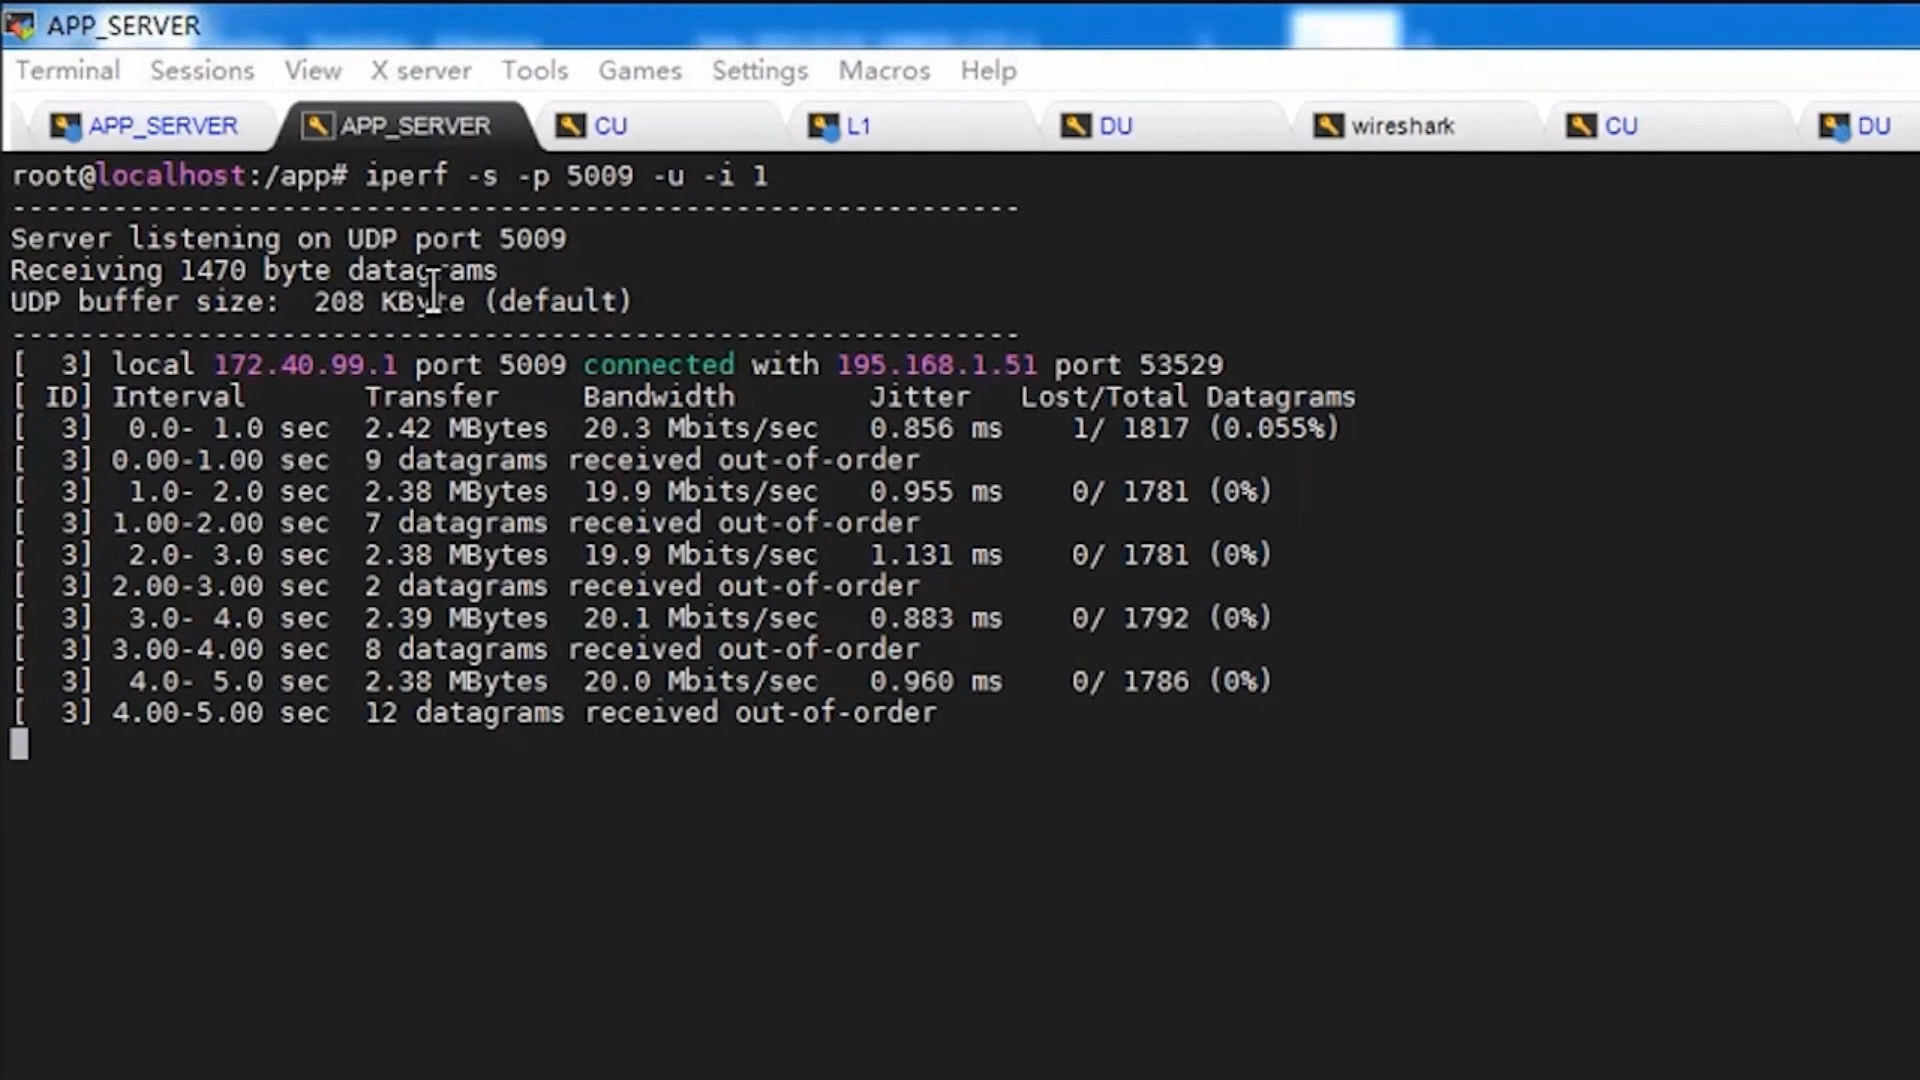 APP_SERVER
Terminal Sessions View X server Tools Games Settings Macros Help
APP_SERVER APP_SERVER CU L1 DU wireshark CU DU
root@localhost:/app# iperf -s -p 5009 -u -i 1
------------------------------------------------------------
Server listening on UDP port 5009
Receiving 1470 byte datagrams
UDP buffer size:  208 KByte (default)
------------------------------------------------------------
[  3] local 172.40.99.1 port 5009 connected with 195.168.1.51 port 53529
[ ID] Interval       Transfer     Bandwidth        Jitter   Lost/Total Datagrams
[  3]  0.0- 1.0 sec  2.42 MBytes  20.3 Mbits/sec   0.856 ms    1/ 1817 (0.055%)
[  3] 0.00-1.00 sec  9 datagrams received out-of-order
[  3]  1.0- 2.0 sec  2.38 MBytes  19.9 Mbits/sec   0.955 ms    0/ 1781 (0%)
[  3] 1.00-2.00 sec  7 datagrams received out-of-order
[  3]  2.0- 3.0 sec  2.38 MBytes  19.9 Mbits/sec   1.131 ms    0/ 1781 (0%)
[  3] 2.00-3.00 sec  2 datagrams received out-of-order
[  3]  3.0- 4.0 sec  2.39 MBytes  20.1 Mbits/sec   0.883 ms    0/ 1792 (0%)
[  3] 3.00-4.00 sec  8 datagrams received out-of-order
[  3]  4.0- 5.0 sec  2.38 MBytes  20.0 Mbits/sec   0.960 ms    0/ 1786 (0%)
[  3] 4.00-5.00 sec  12 datagrams received out-of-order